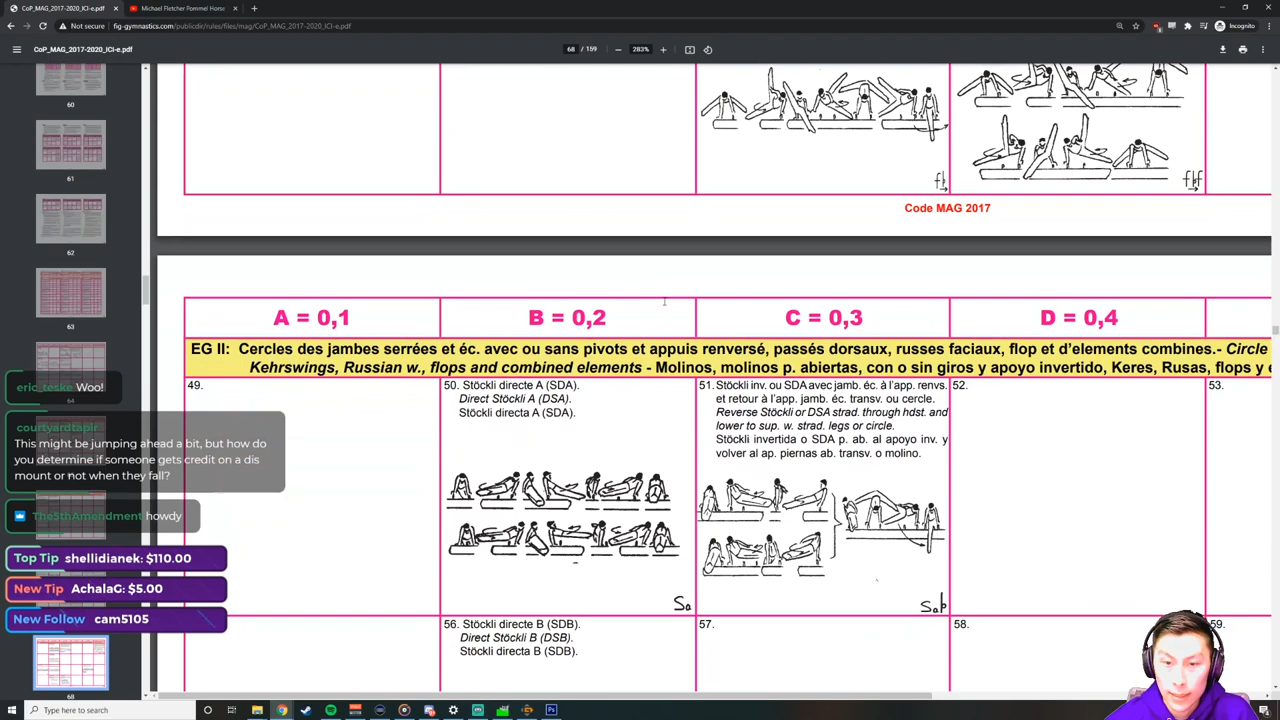 CoP_MAG_2017-2020_ICI-e.pdf
Michael Fletcher Pommel Horse
Not secure
fig-gymnastics.org/publicdir/rules/files/mag/CoP_MAG_2017-2020_ICI-e.pdf
Incognito
CoP_MAG_2017-2020_ICI-e.pdf
68 / 159
283%
60
61
62
63
64
68
Code MAG 2017
A = 0,1
B = 0,2
C = 0,3
D = 0,4
EG II: Cercles des jambes serrées et éc. avec ou sans pivots et appuis renversé, passés dorsaux, russes faciaux, flop et d'elements combines.- Circle
Kehrswings, Russian w., flops and combined elements - Molinos, molinos p. abiertas, con o sin giros y apoyo invertido, Keres, Rusas, flops y e
49.
50. Stöckli directe A (SDA).
Direct Stöckli A (DSA).
Stöckli directa A (SDA).
Sa
51. Stöckli inv. ou SDA avec jamb. éc. à l'app. renvs.
et retour à l'app. jamb. éc. transv. ou cercle.
Reverse Stöckli or DSA strad. through hdst. and
lower to sup. w. strad. legs or circle.
Stöckli invertida o SDA p. ab. al apoyo inv. y
volver al ap. piernas ab. transv. o molino.
52.
53.
56. Stöckli directe B (SDB).
Direct Stöckli B (DSB).
Stöckli directa B (SDB).
57.
58.
59.
eric_teske Woo!
courtyardtapir
This might be jumping ahead a bit, but how do
you determine if someone gets credit on a dis
mount or not when they fall?
The5thAmendment howdy
Top Tip shellidianek: $110.00
New Tip AchalaG: $5.00
New Follow cam5105
Type here to search